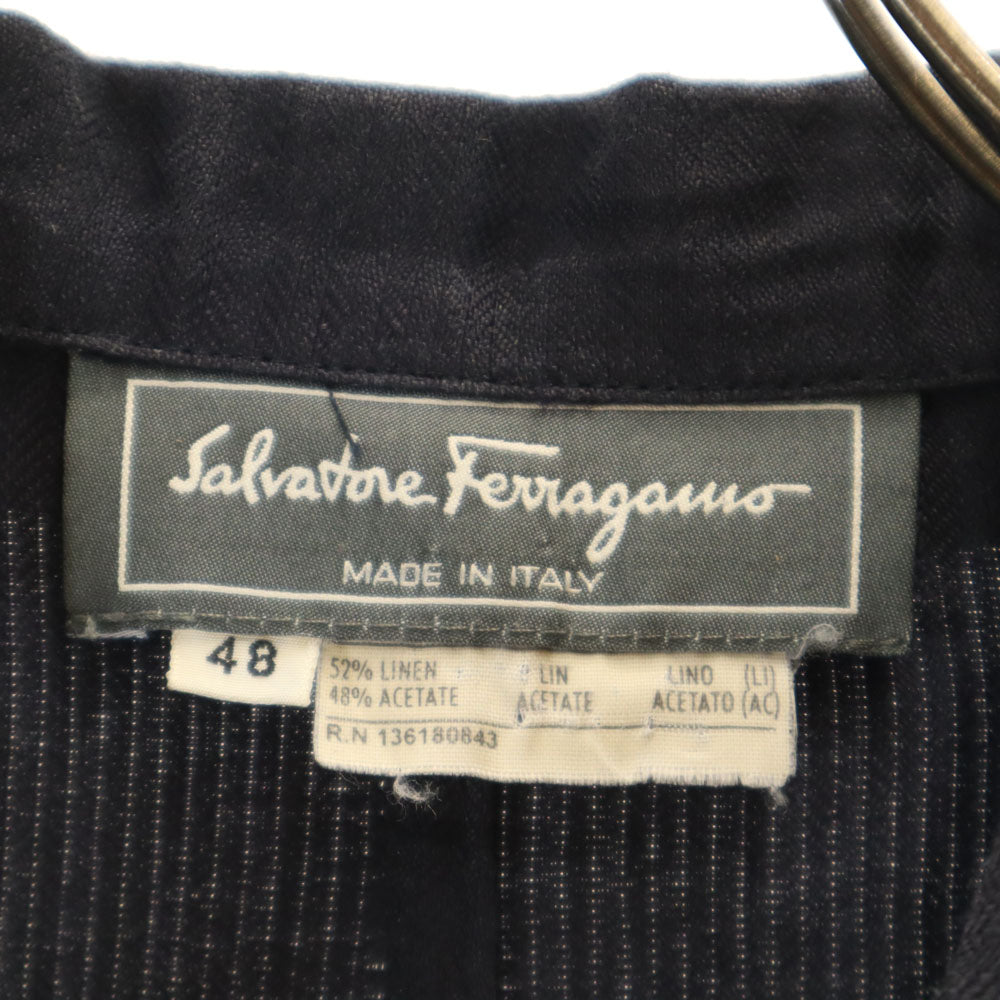 Salvatore Ferragamo
MADE IN ITALY
48
52% LINEN LIN LINO (LI)
48% ACETATE ACETATE ACETATO (AC)
R.N 136180843